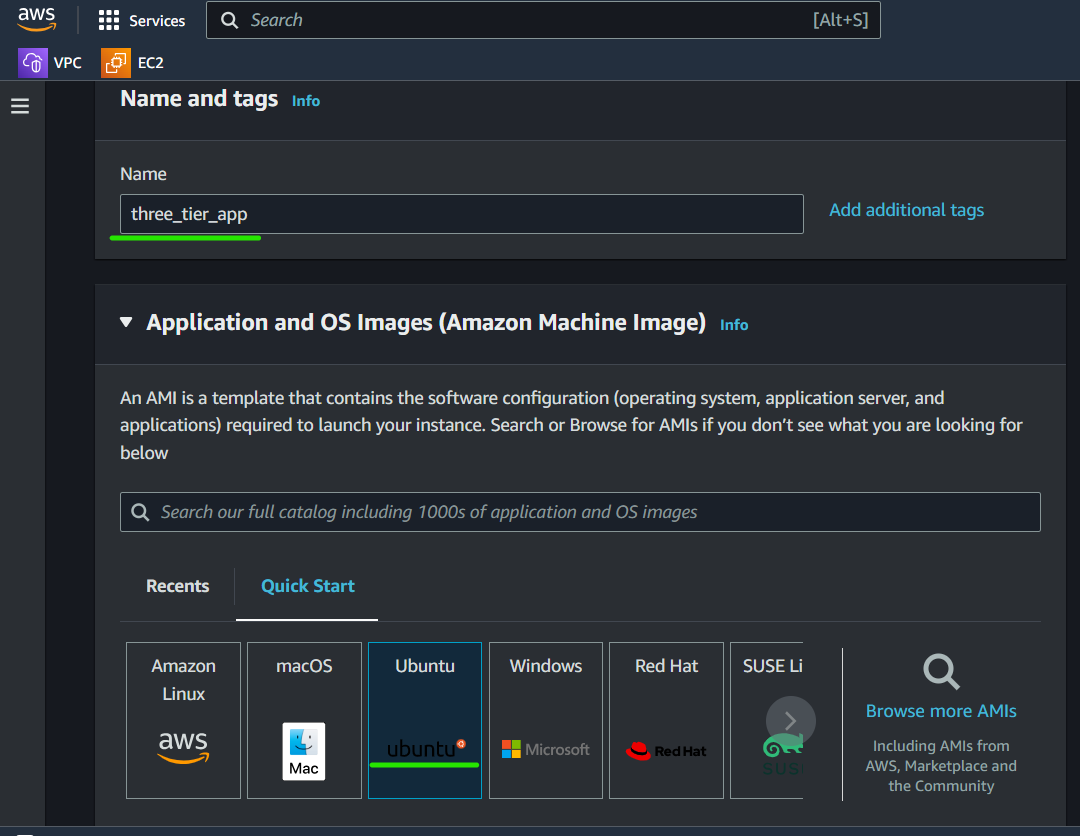 aws
Services
Search
[Alt+S]
VPC
EC2
Name and tags Info
Name
three_tier_app
Add additional tags
Application and OS Images (Amazon Machine Image) Info
An AMI is a template that contains the software configuration (operating system, application server, and
applications) required to launch your instance. Search or Browse for AMIs if you don't see what you are looking for
below
Search our full catalog including 1000s of application and OS images
Recents
Quick Start
Amazon
Linux
aws
macOS
Mac
Ubuntu
ubuntu
Windows
Microsoft
Red Hat
Red Hat
SUSE Li
SUS
Browse more AMIs
Including AMIs from
AWS, Marketplace and
the Community